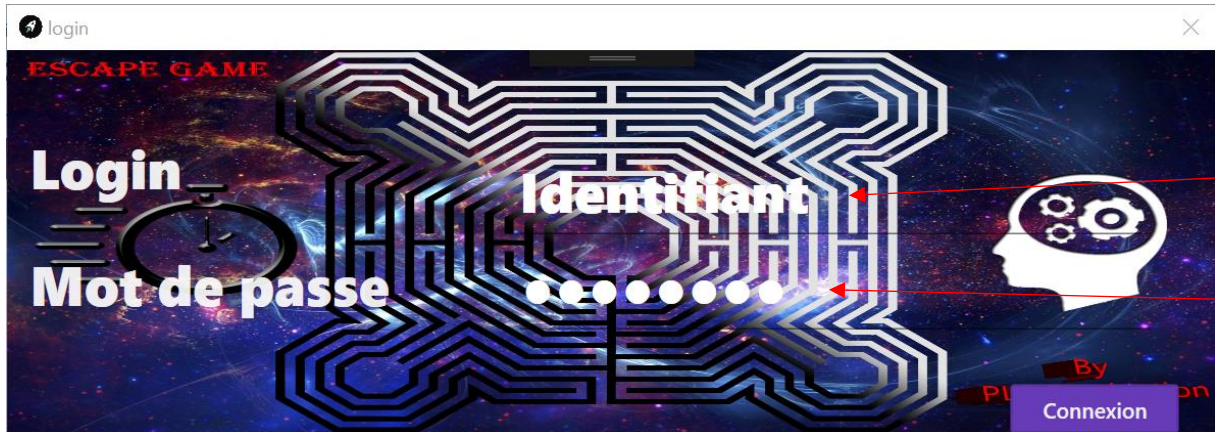 login
ESCAPE GAME
Login
Identifiant
Mot de passe
By
Connexion